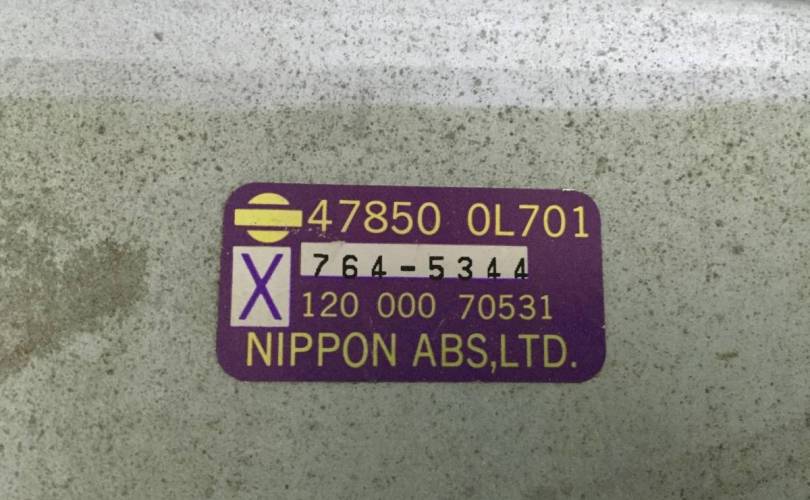 47850 0L701
X 764-5344
120 000 70531
NIPPON ABS,LTD.